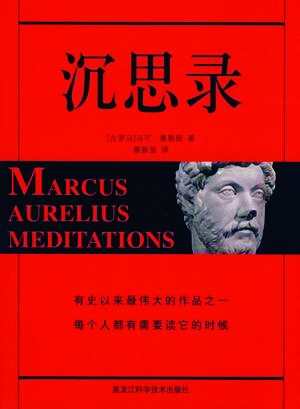 沉思录
[古罗马]马可·奥勒留 著
MARCUS
AURELIUS
MEDITATIONS
有史以来最伟大的作品之一
每个人都有需要读它的时候
黑龙江科学技术出版社